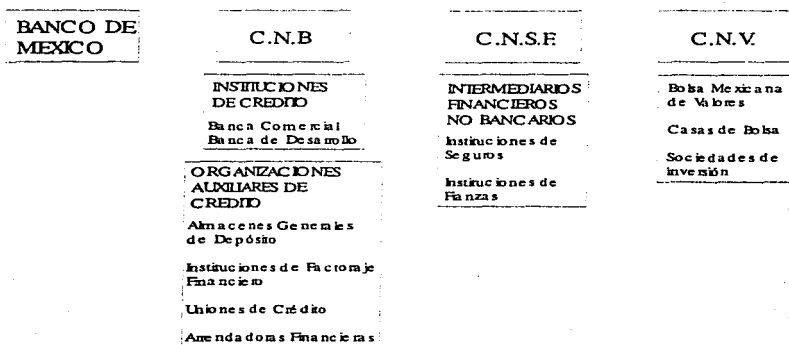 BANCO DE
MEXICO
C.N.B
INSTITUCIONES
DE CREDITO
Banca Comercial
Banca de Desarrollo
ORGANIZACIONES
AUXILIARES DE
CREDITO
Almacenes Generales
de Depósito
Instituciones de Factoraje
Financiero
Uniones de Crédito
Arrendadoras Financieras
C.N.S.F.
INTERMEDIARIOS
FINANCIEROS
NO BANCARIOS
Instituciones de
Seguros
Instituciones de
Fianzas
C.N.V.
Bolsa Mexicana
de Valores
Casas de Bolsa
Sociedades de
inversión